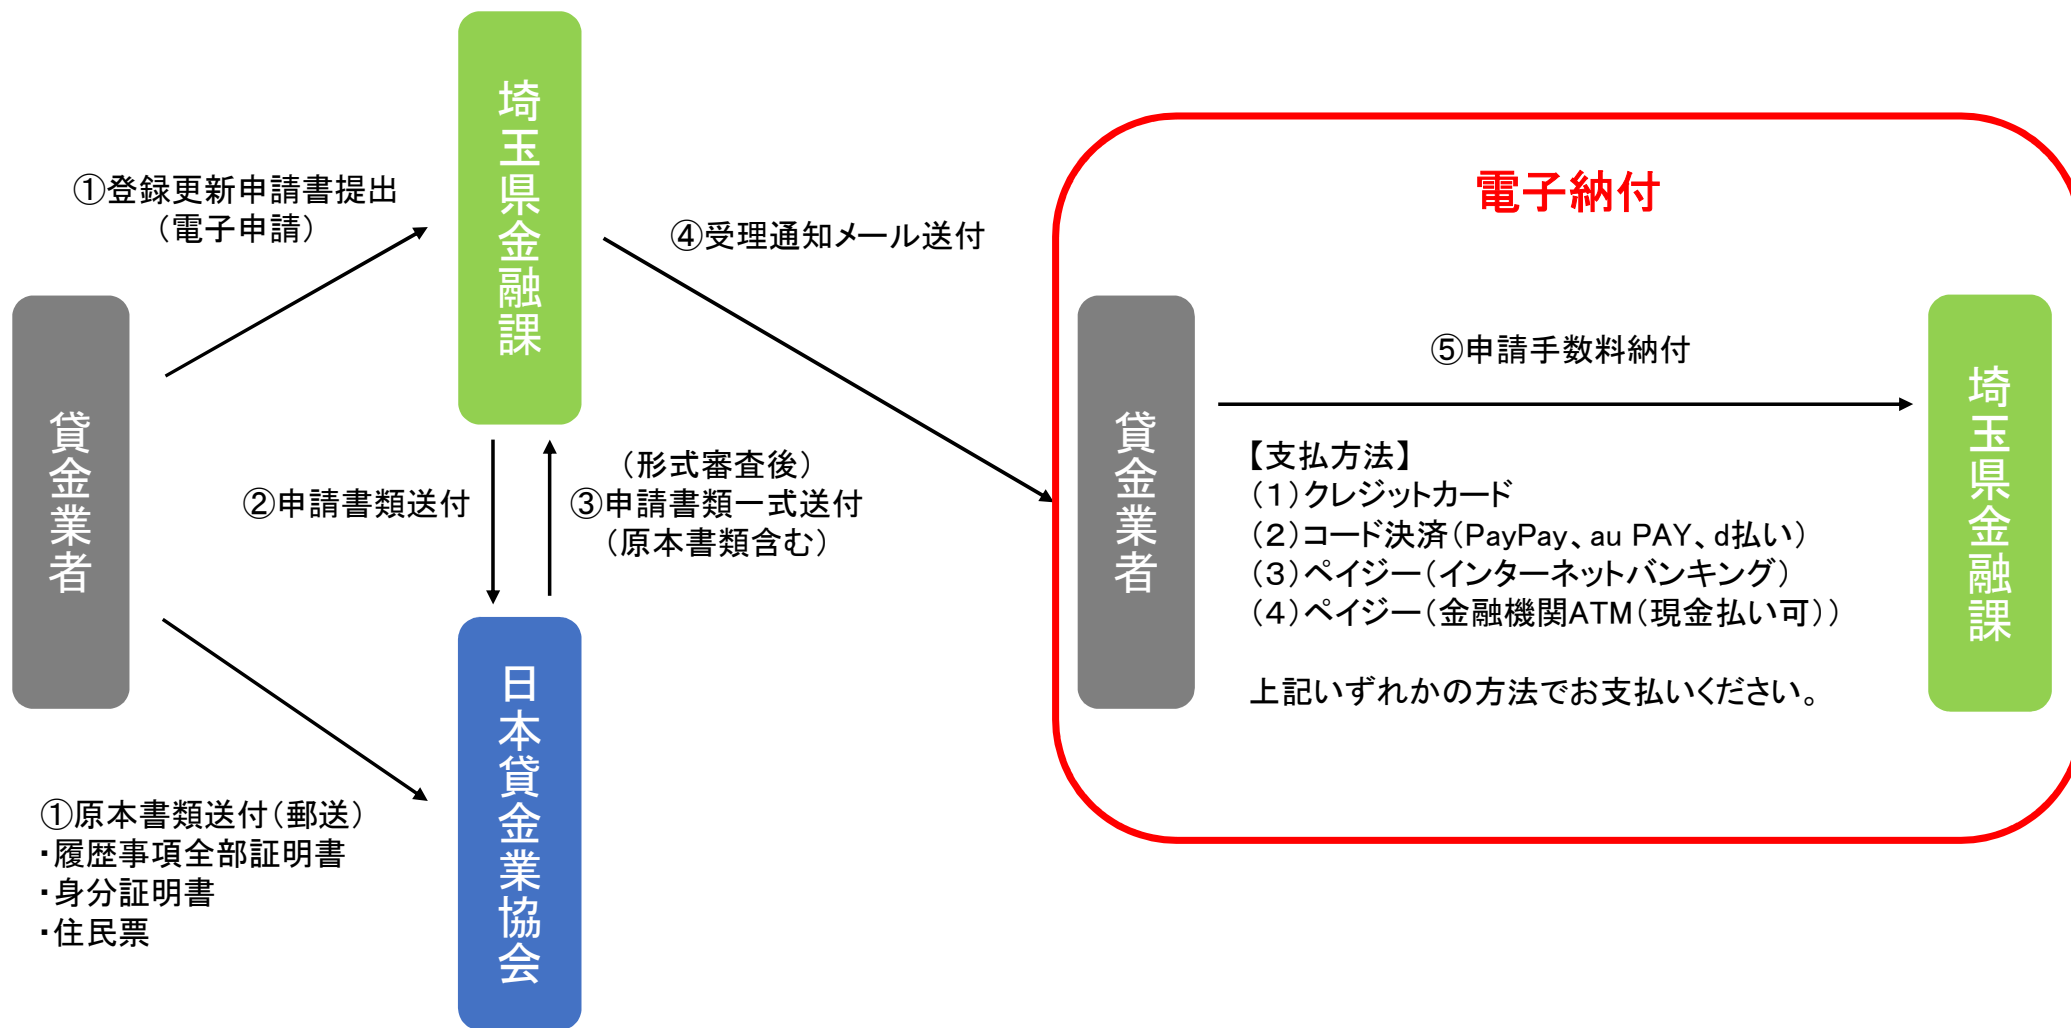 埼玉県金融課
①登録更新申請書提出
（電子申請）
貸金業者
②申請書類送付
（形式審査後）
③申請書類一式送付
（原本書類含む）
①原本書類送付（郵送）
・履歴事項全部証明書
・身分証明書
・住民票
日本貸金業協会
④受理通知メール送付
電子納付
貸金業者
⑤申請手数料納付
【支払方法】
（１）クレジットカード
（２）コード決済（PayPay、au PAY、d払い）
（３）ペイジー（インターネットバンキング）
（４）ペイジー（金融機関ATM（現金払い可））
上記いずれかの方法でお支払いください。
埼玉県金融課